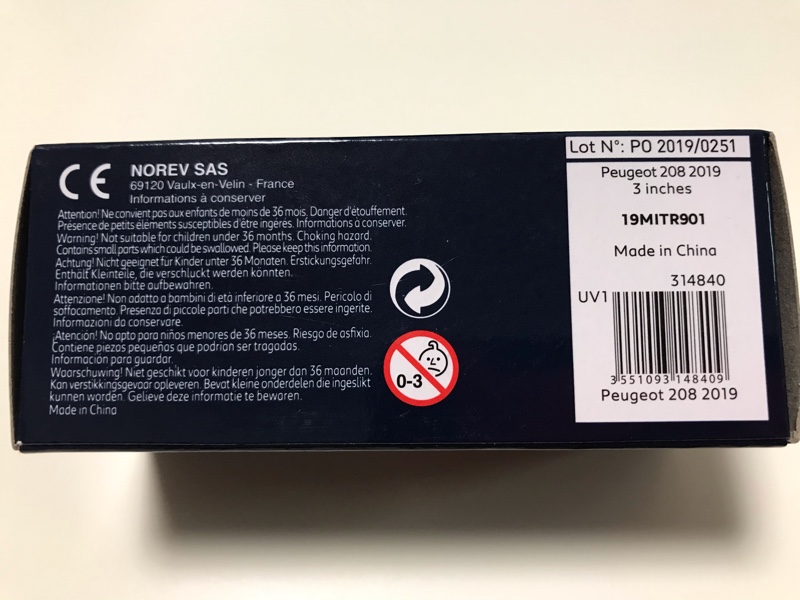 CE
NOREV SAS
69120 Vaulx-en-Velin - France
Informations à conserver
Attention! Ne convient pas aux enfants de moins de 36 mois. Danger d'étouffement.
Présence de petits éléments susceptibles d'être ingérés. Informations à conserver.
Warning! Not suitable for children under 36 months. Choking hazard.
Contains small parts which could be swallowed. Please keep this information.
Achtung! Nicht geeignet für Kinder unter 36 Monaten. Erstickungsgefahr.
Enthält Kleinteile, die verschluckt werden könnten.
Informationen bitte aufbewahren.
Attenzione! Non adatto a bambini di età inferiore a 36 mesi. Pericolo di
soffocamento. Presenza di piccole parti che potrebbero essere ingerite.
Informazioni da conservare.
Atención! No apto para niños menores de 36 meses. Riesgo de asfixia.
Contiene piezas pequeñas que podrían ser tragadas.
Información para guardar.
Waarschuwing! Niet geschikt voor kinderen jonger dan 36 maanden.
Kan verstikkingsgevaar opleveren. Bevat kleine onderdelen die ingeslikt
kunnen worden. Gelieve deze informatie te bewaren.
Made in China
0-3
Lot N°: PO 2019/0251
Peugeot 208 2019
3 inches
19MITR901
Made in China
314840
UV1
3 551093 148409
Peugeot 208 2019